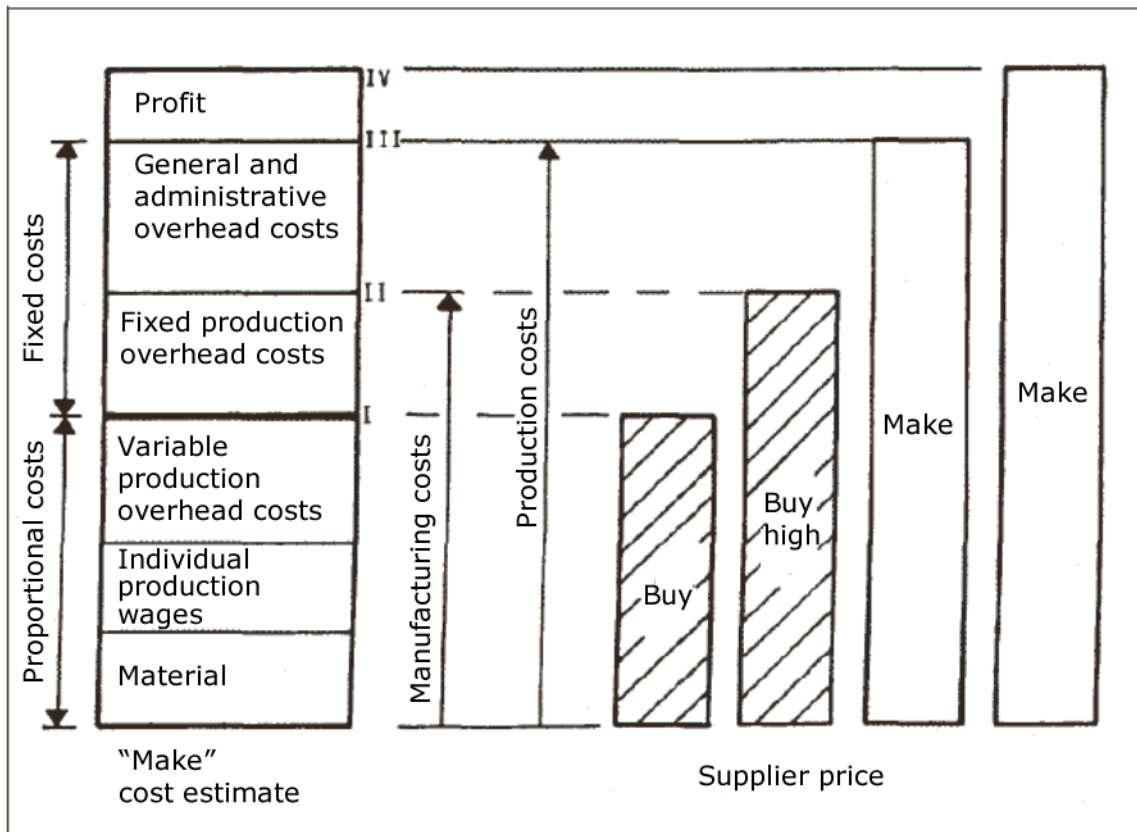 IV
Profit
III
General and
administrative
overhead costs
II
Fixed production
overhead costs
I
Variable
production
overhead costs
Individual
production
wages
Material
Fixed costs
Proportional costs
Manufacturing costs
Production costs
Buy
Buy
high
Make
Make
“Make”
cost estimate
Supplier price